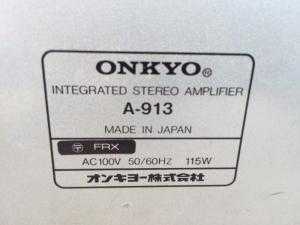 ONKYO®
INTEGRATED STEREO AMPLIFIER
A-913
MADE IN JAPAN
〒 FRX
AC100V 50/60Hz 115W
オンキヨー株式会社